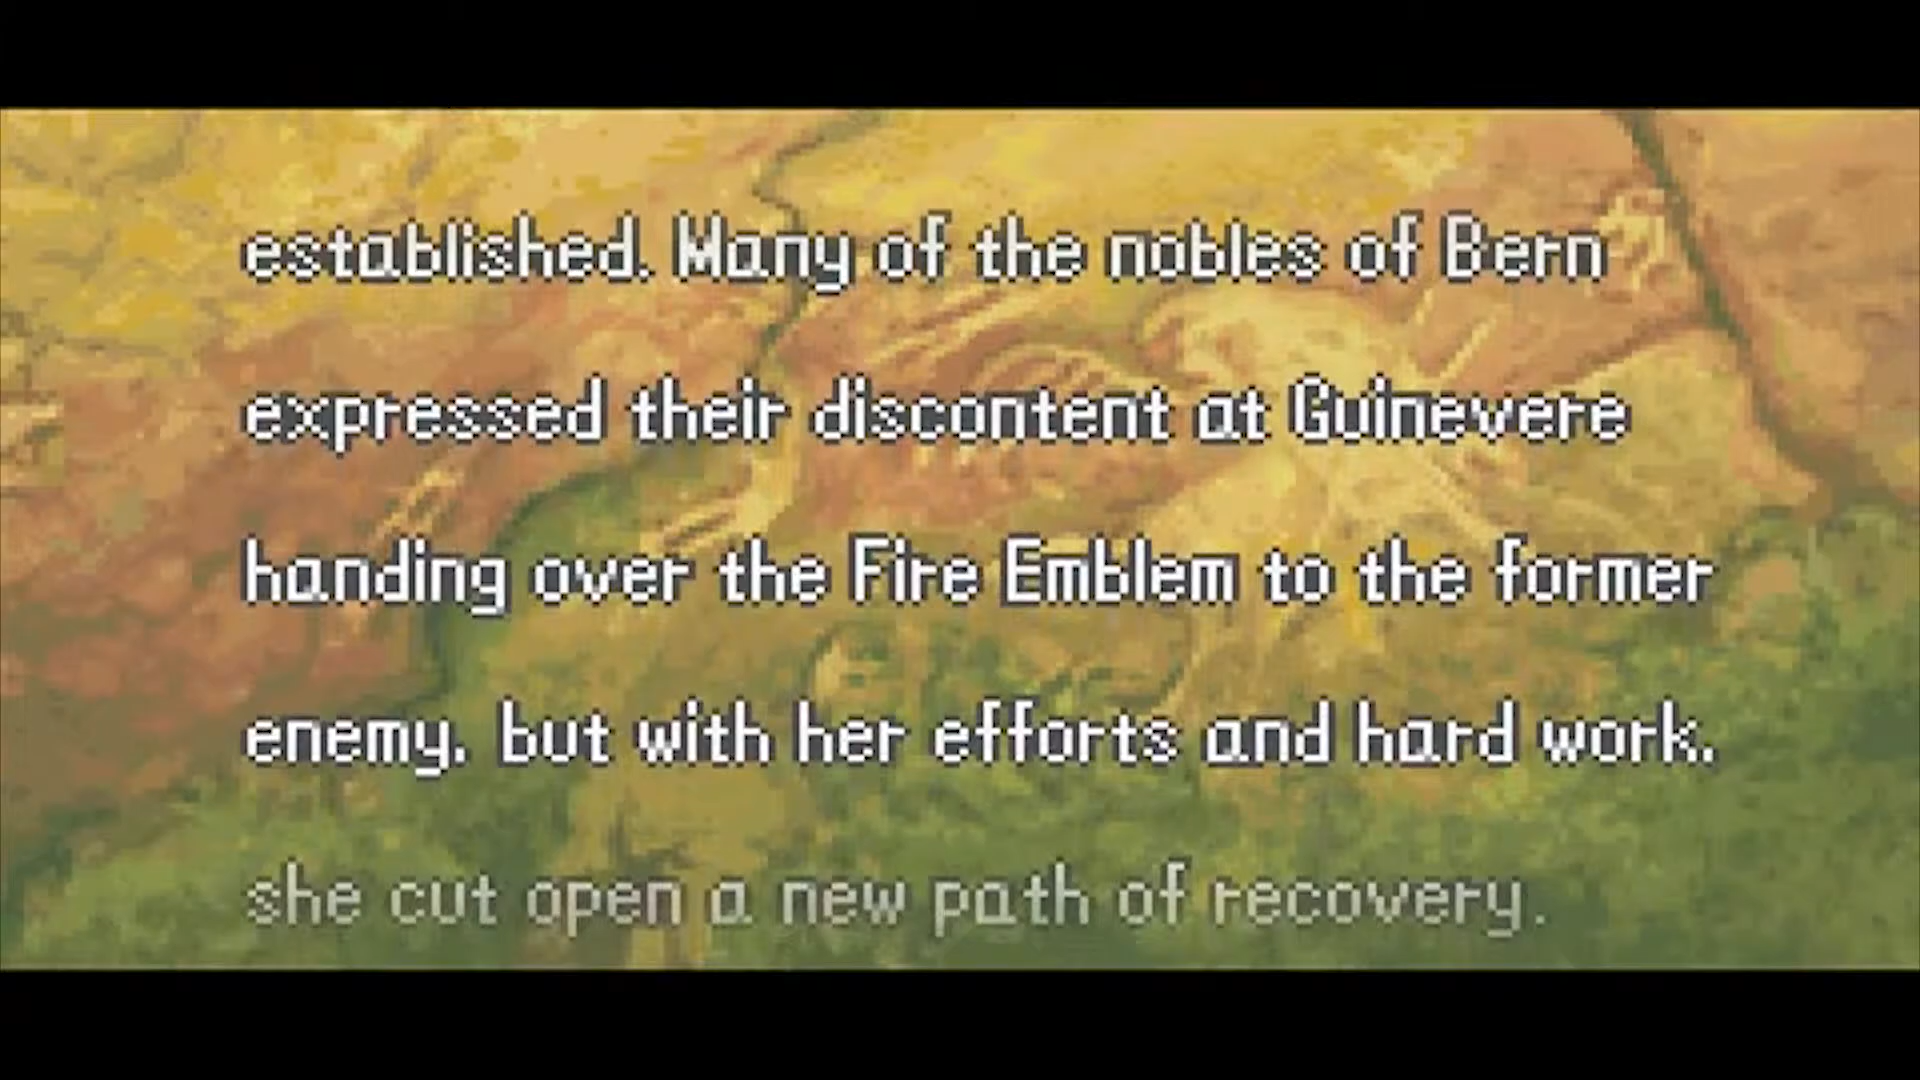 established. Many of the nobles of Bern
expressed their discontent at Guinevere
handing over the Fire Emblem to the former
enemy, but with her efforts and hard work,
she cut open a new path of recovery.